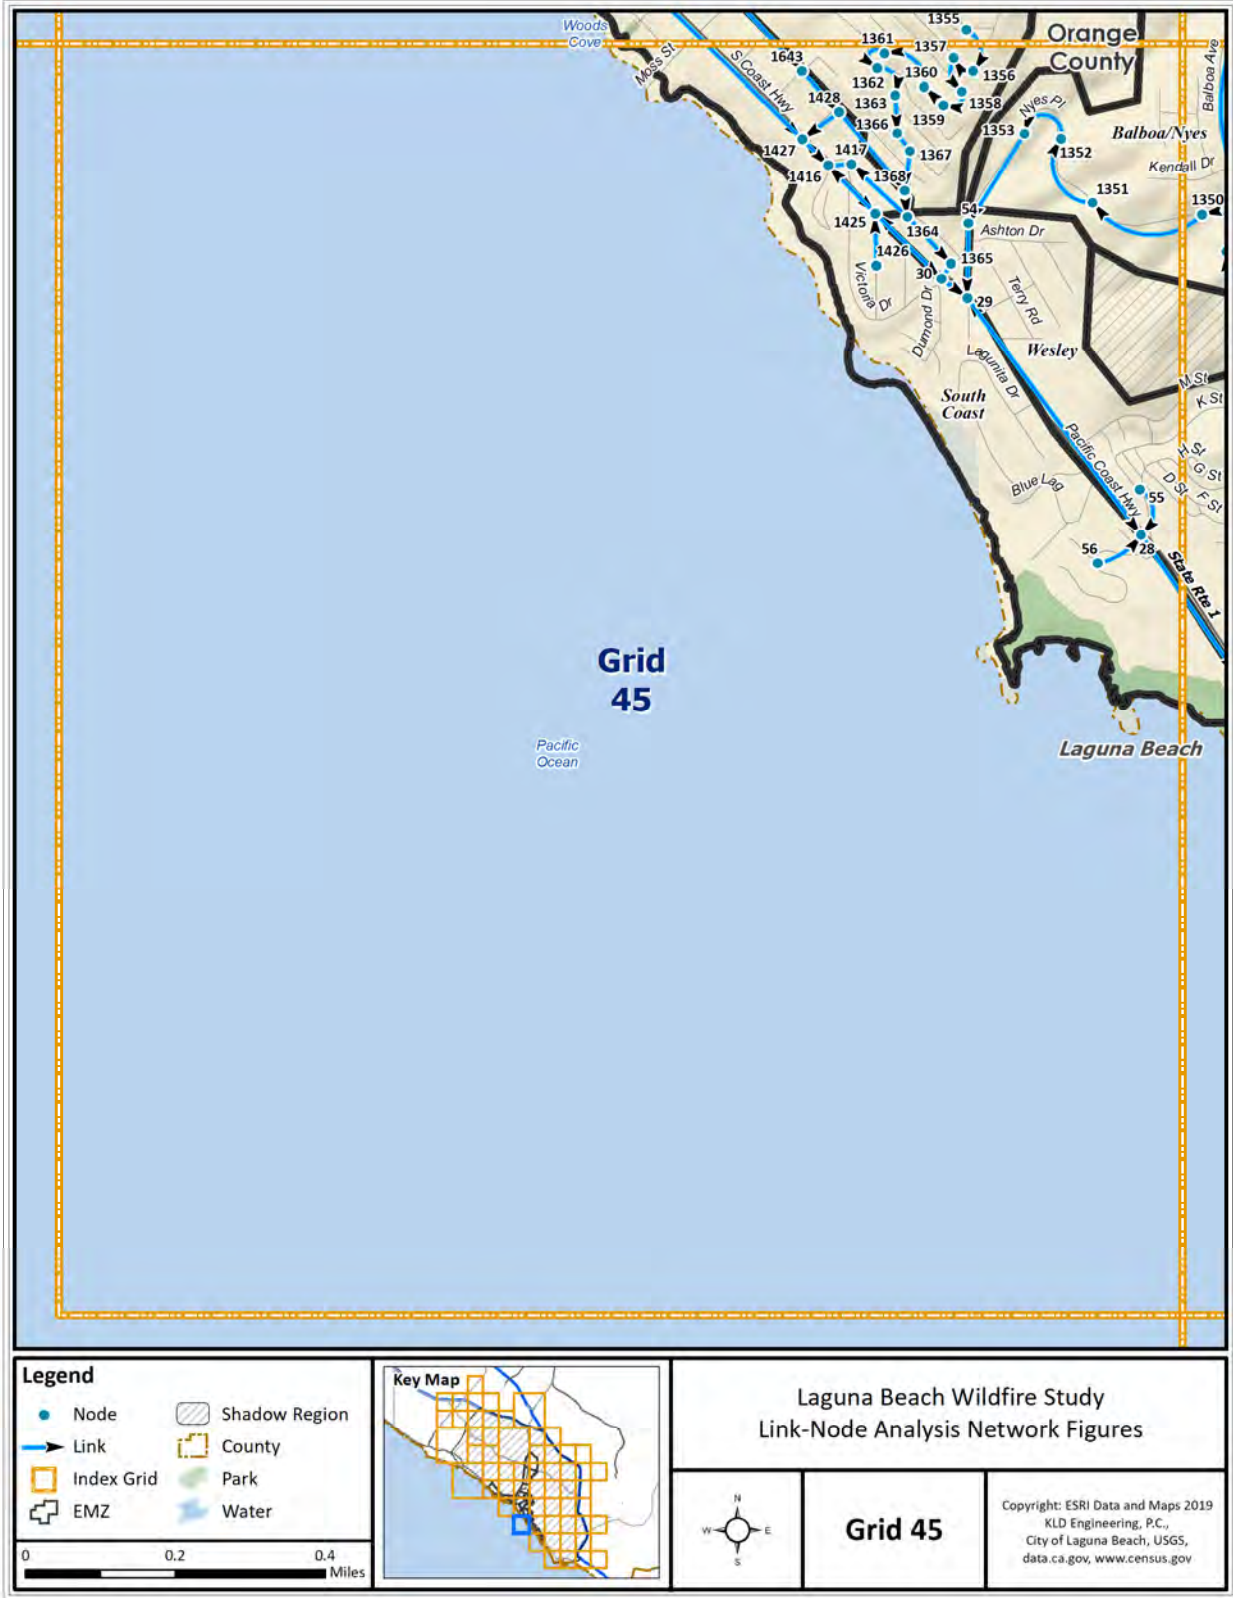 Woods
Cove
Moss St
S Coast Hwy
1643
1361
1357
1355
Orange
County
Balboa Ave
1362
1360
1356
1428
1363
1359
1358
Nyes Pl
1366
1353
Balboa/Nyes
1427
1417
1367
1352
Kendall Dr
1416
1368
1351
1350
1425
1364
54
Ashton Dr
1426
1365
30
Victoria Dr
29
Terry Rd
Dumond Dr
Lagunita Dr
Wesley
South
Coast
M St
K St
Pacific Coast Hwy
H St
G St
D St
F St
Blue Lag
55
56
28
State Rte 1
Grid
45
Pacific
Ocean
Laguna Beach
Legend
Node
Link
Index Grid
EMZ
Shadow Region
County
Park
Water
0 0.2 0.4
Miles
Key Map
Laguna Beach Wildfire Study
Link-Node Analysis Network Figures
N
W E
S
Grid 45
Copyright: ESRI Data and Maps 2019
KLD Engineering, P.C.,
City of Laguna Beach, USGS,
data.ca.gov, www.census.gov